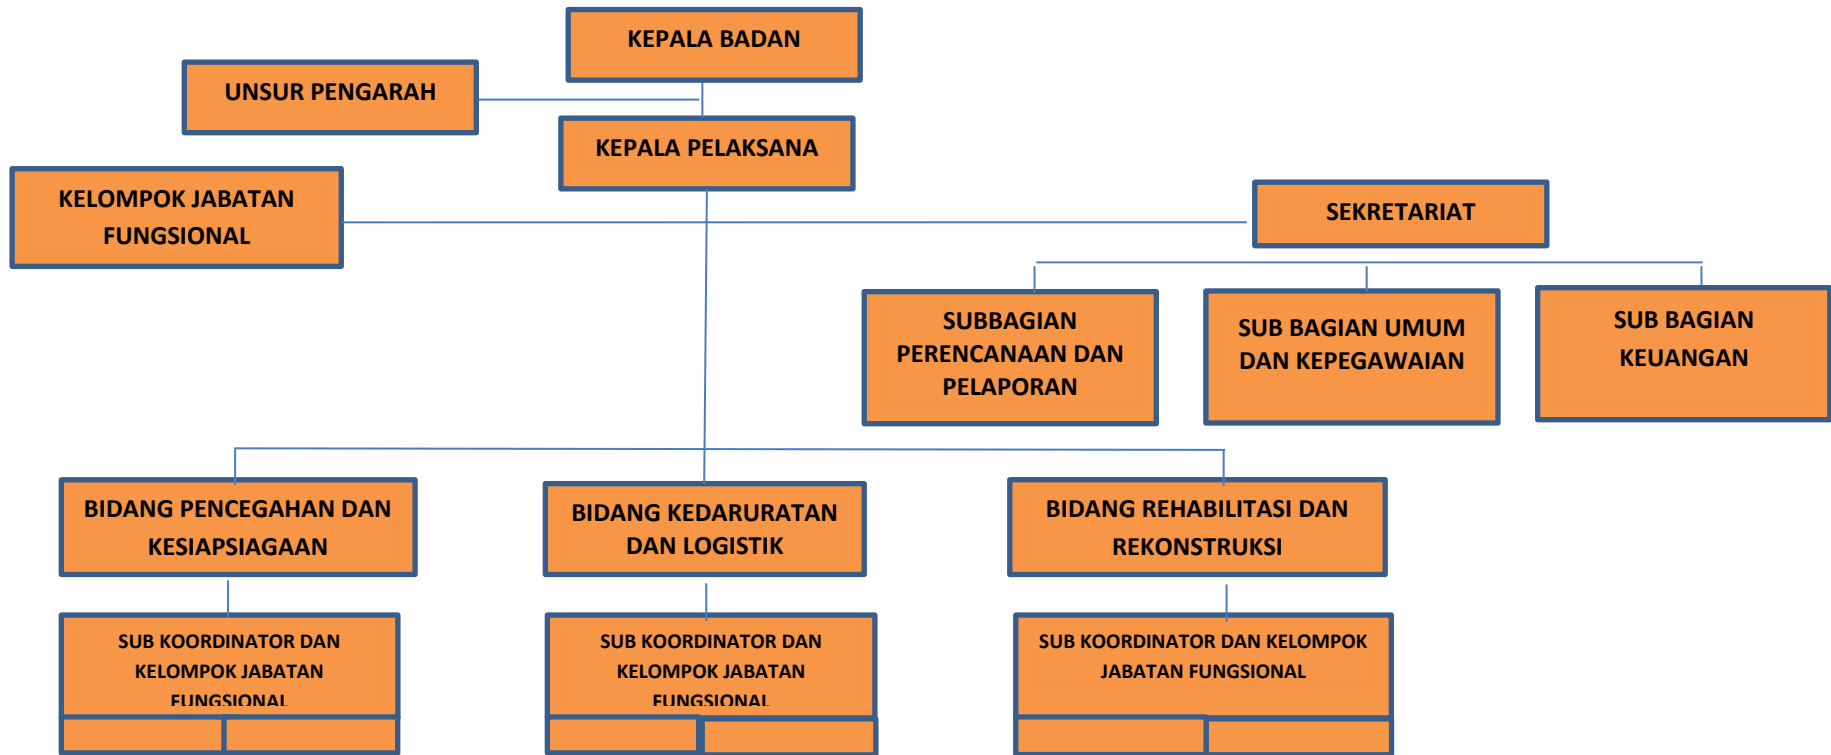 KEPALA BADAN
UNSUR PENGARAH
KEPALA PELAKSANA
KELOMPOK JABATAN
FUNGSIONAL
SEKRETARIAT
SUBBAGIAN
PERENCANAAN DAN
PELAPORAN
SUB BAGIAN UMUM
DAN KEPEGAWAIAN
SUB BAGIAN
KEUANGAN
BIDANG PENCEGAHAN DAN
KESIAPSIAGAAN
BIDANG KEDARURATAN
DAN LOGISTIK
BIDANG REHABILITASI DAN
REKONSTRUKSI
SUB KOORDINATOR DAN
KELOMPOK JABATAN
FUNGSIONAL
SUB KOORDINATOR DAN
KELOMPOK JABATAN
FUNGSIONAL
SUB KOORDINATOR DAN KELOMPOK
JABATAN FUNGSIONAL